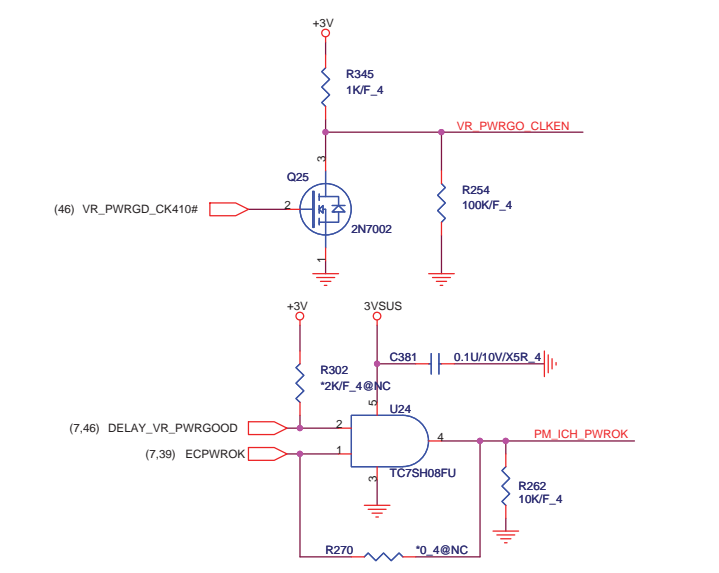 +3V
R345
1K/F_4
VR_PWRGO_CLKEN
3
Q25
(46) VR_PWRGD_CK410#
2
2N7002
1
R254
100K/F_4
+3V
3VSUS
C381
0.1U/10V/X5R_4
R302
*2K/F_4@NC
5
U24
(7,46) DELAY_VR_PWRGOOD
2
4
PM_ICH_PWROK
(7,39) ECPWROK
1
3
TC7SH08FU
R262
10K/F_4
R270
*0_4@NC